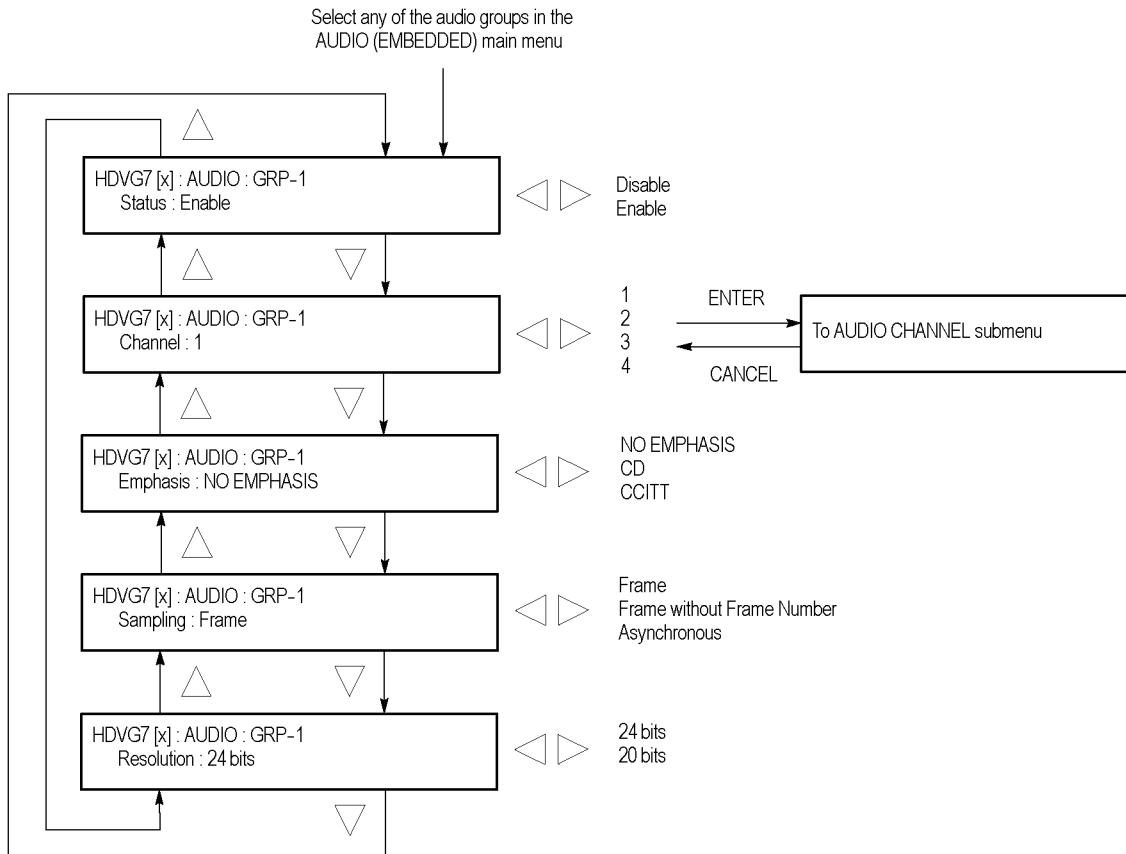 Select any of the audio groups in the
AUDIO (EMBEDDED) main menu
HDVG7 [x] : AUDIO : GRP-1
Status : Enable
Disable
Enable
HDVG7 [x] : AUDIO : GRP-1
Channel : 1
1
2
3
4
ENTER
CANCEL
To AUDIO CHANNEL submenu
HDVG7 [x] : AUDIO : GRP-1
Emphasis : NO EMPHASIS
NO EMPHASIS
CD
CCITT
HDVG7 [x] : AUDIO : GRP-1
Sampling : Frame
Frame
Frame without Frame Number
Asynchronous
HDVG7 [x] : AUDIO : GRP-1
Resolution : 24 bits
24 bits
20 bits